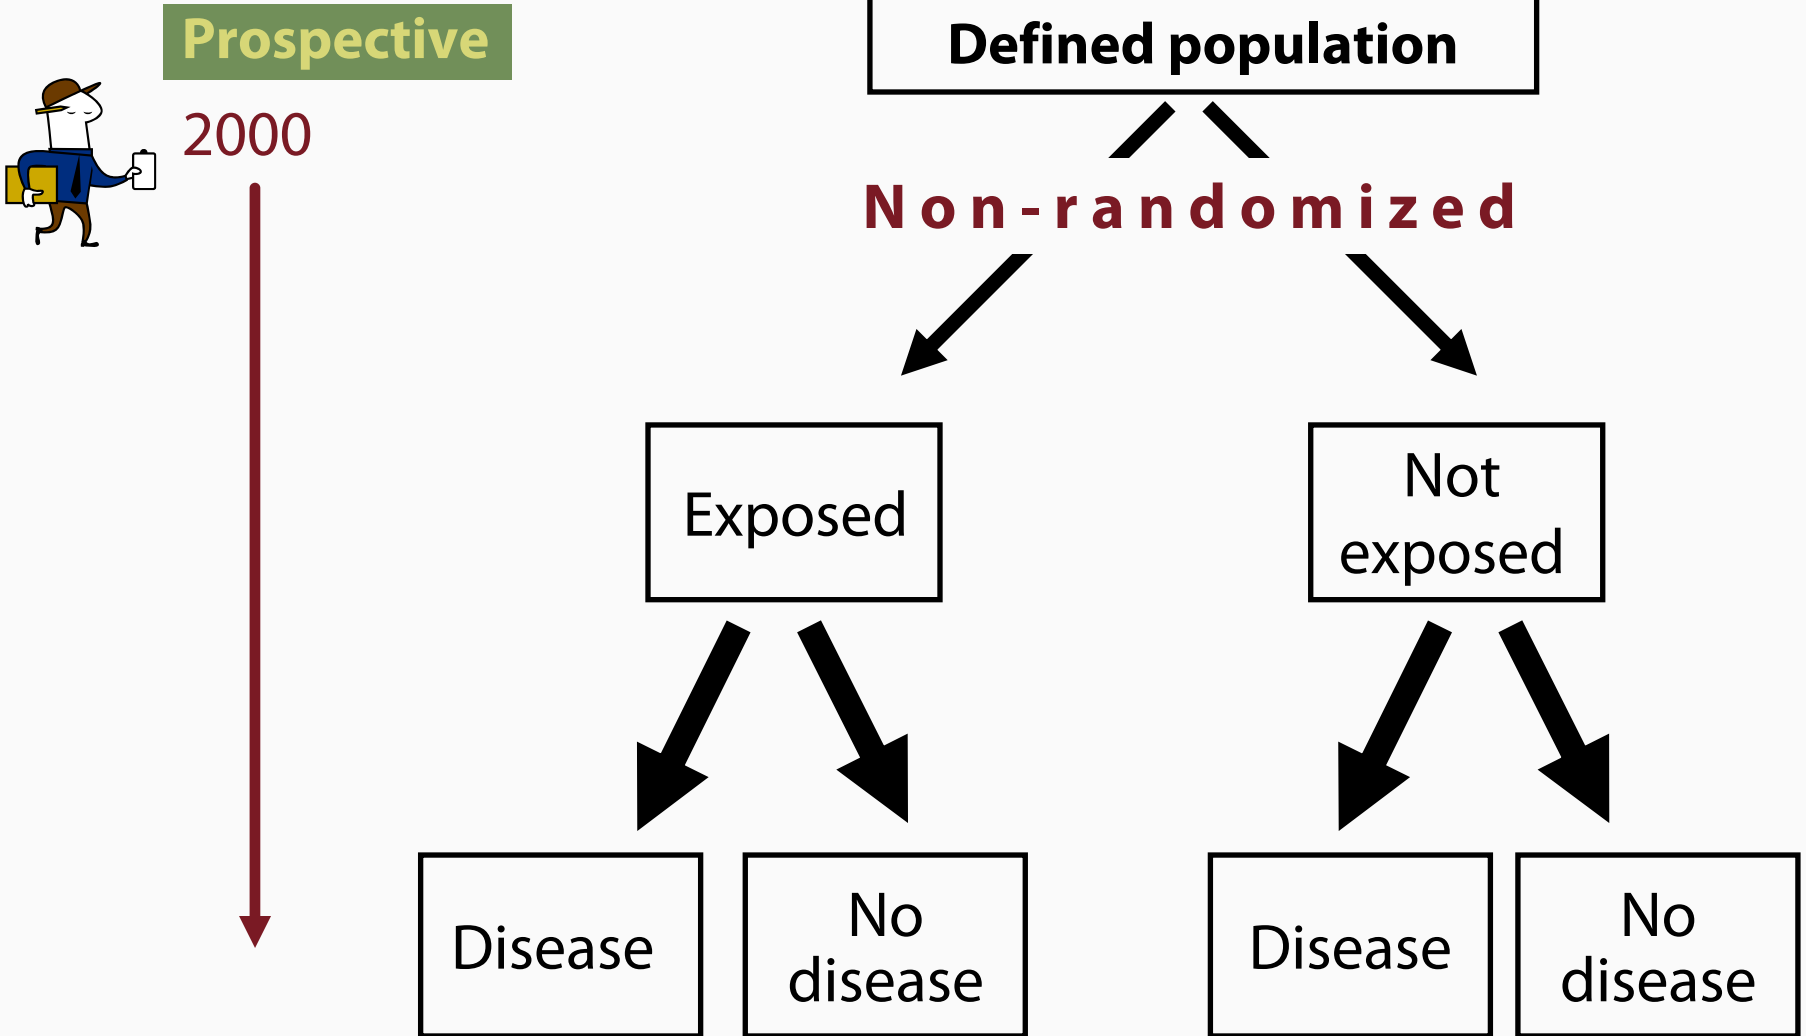 Prospective
Defined population
2000
Non-randomized
Exposed
Not
exposed
Disease
No
disease
Disease
No
disease